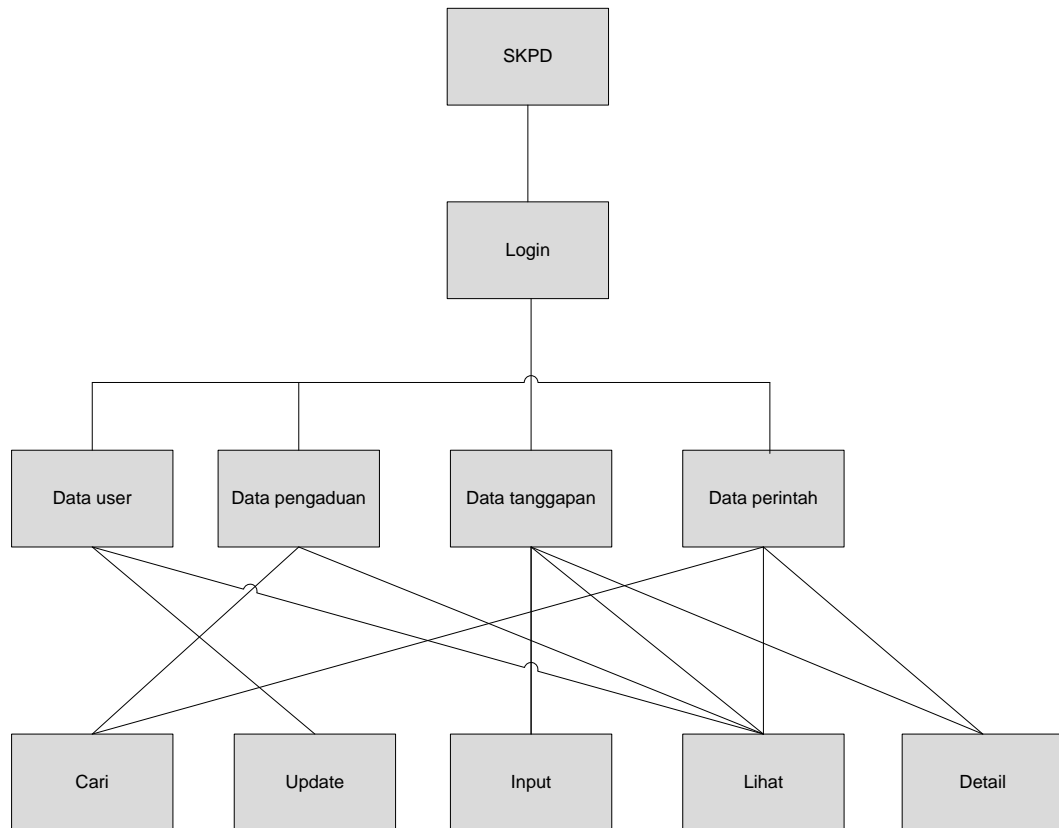 SKPD
Login
Data user
Data pengaduan
Data tanggapan
Data perintah
Cari
Update
Input
Lihat
Detail